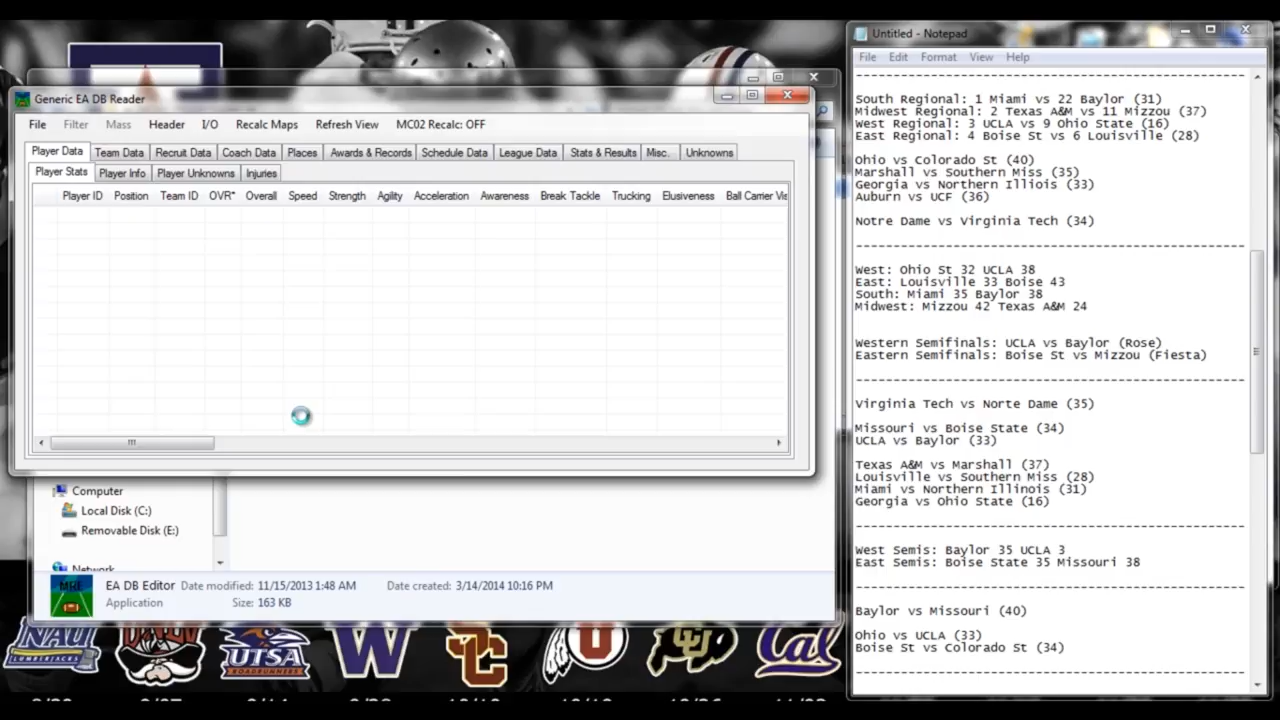 Generic EA DB Reader
File Filter Mass Header I/O Recalc Maps Refresh View MC02 Recalc: OFF
Player Data Team Data Recruit Data Coach Data Places Awards & Records Schedule Data League Data Stats & Results Misc. Unknowns
Player Stats Player Info Player Unknowns Injuries
Player ID Position Team ID OVR* Overall Speed Strength Agility Acceleration Awareness Break Tackle Trucking Elusiveness Ball Carrier Vis
Computer
Local Disk (C:)
Removable Disk (E:)
Network
MRE
EA DB Editor Date modified: 11/15/2013 1:48 AM Date created: 3/14/2014 10:16 PM
Application Size: 163 KB
NAU
LUMBERJACKS
UTSA
ROADRUNNERS
W
SC
U
CU
Cal
Untitled - Notepad
File Edit Format View Help
--------------------------------------------------------
South Regional: 1 Miami vs 22 Baylor (31)
Midwest Regional: 2 Texas A&M vs 11 Mizzou (37)
West Regional: 3 UCLA vs 9 Ohio State (16)
East Regional: 4 Boise St vs 6 Louisville (28)
Ohio vs Colorado St (40)
Marshall vs Southern Miss (35)
Georgia vs Northern Illiois (33)
Auburn vs UCF (36)
Notre Dame vs Virginia Tech (34)
--------------------------------------------------------
West: Ohio St 32 UCLA 38
East: Louisville 33 Boise 43
South: Miami 35 Baylor 38
Midwest: Mizzou 42 Texas A&M 24
Western Semifinals: UCLA vs Baylor (Rose)
Eastern Semifinals: Boise St vs Mizzou (Fiesta)
--------------------------------------------------------
Virginia Tech vs Norte Dame (35)
Missouri vs Boise State (34)
UCLA vs Baylor (33)
Texas A&M vs Marshall (37)
Louisville vs Southern Miss (28)
Miami vs Northern Illinois (31)
Georgia vs Ohio State (16)
--------------------------------------------------------
West Semis: Baylor 35 UCLA 3
East Semis: Boise State 35 Missouri 38
--------------------------------------------------------
Baylor vs Missouri (40)
Ohio vs UCLA (33)
Boise St vs Colorado St (34)
--------------------------------------------------------